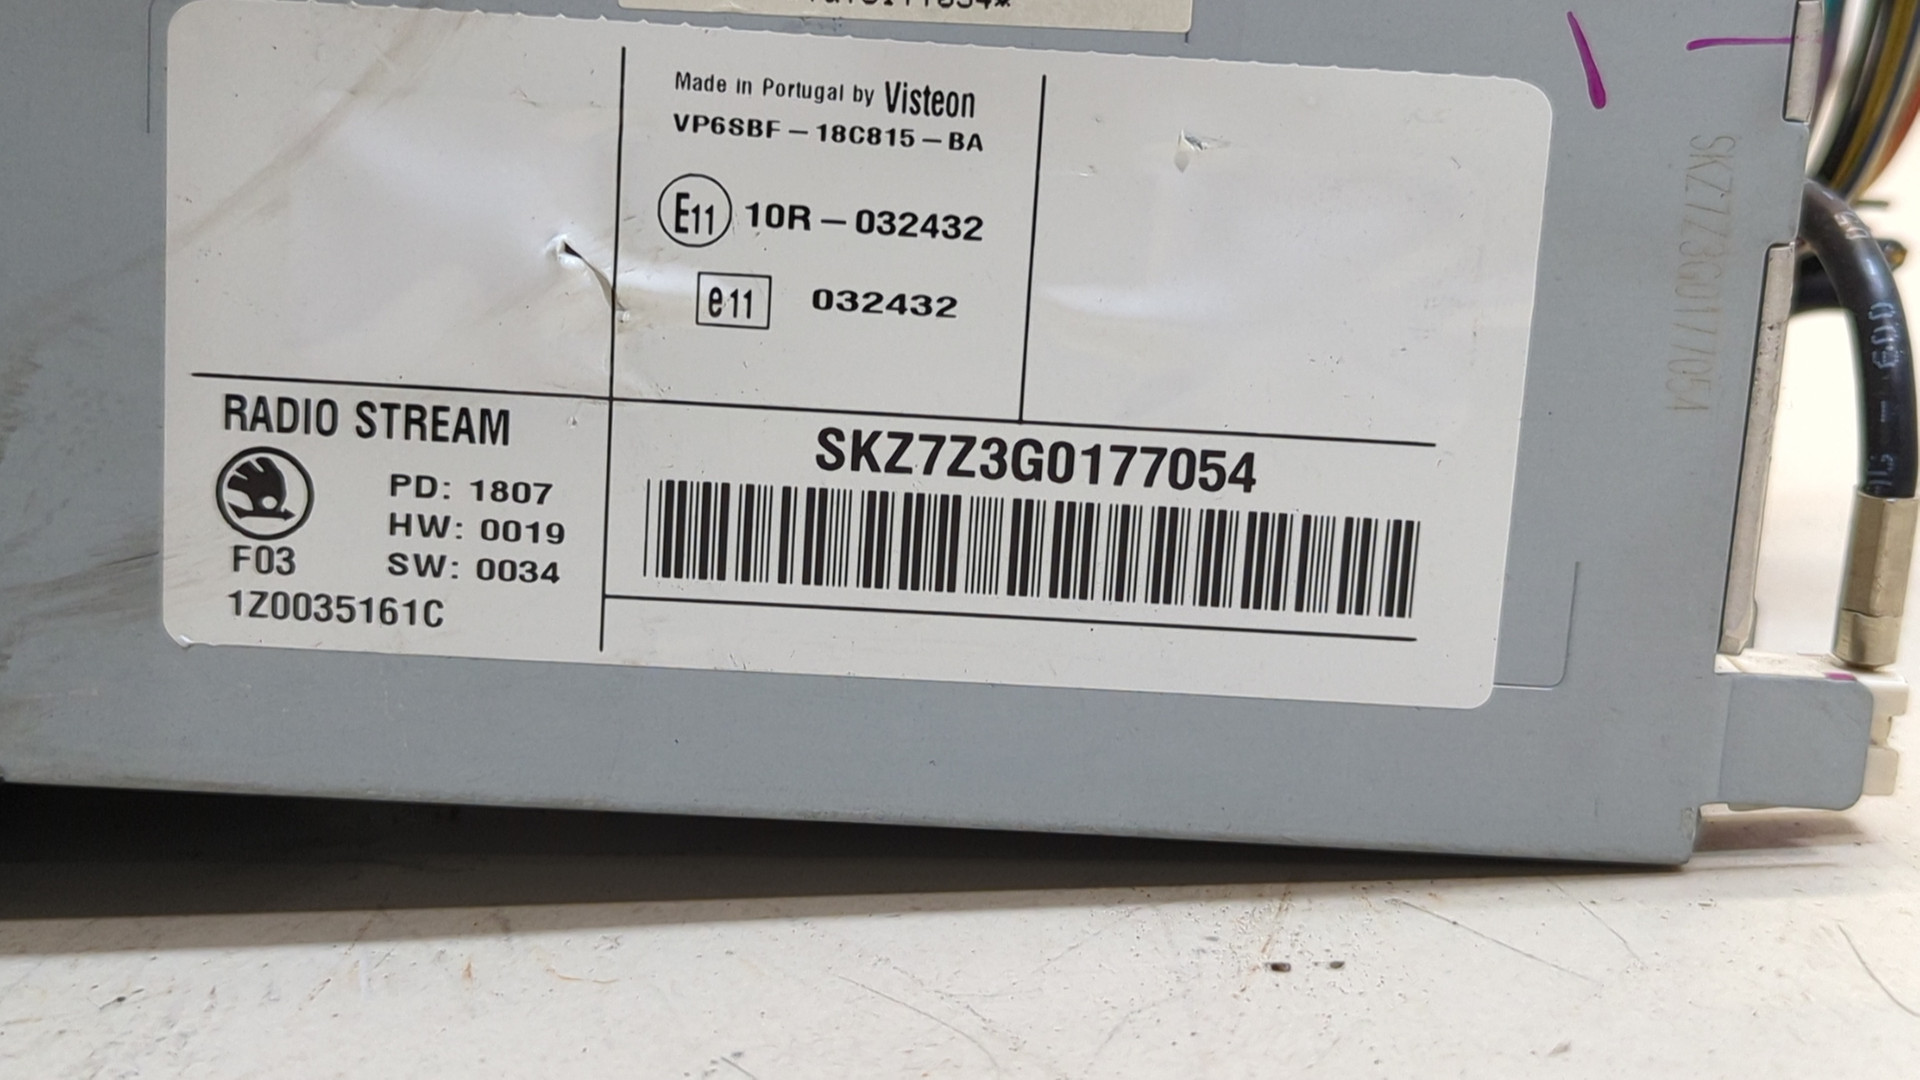 Made in Portugal by Visteon
VP6SBF – 18C815 – BA
E11 10R – 032432
e11 032432
RADIO STREAM
PD: 1807
HW: 0019
SW: 0034
F03
1Z0035161C
SKZ7Z3G0177054
SKZ7Z3G0177054